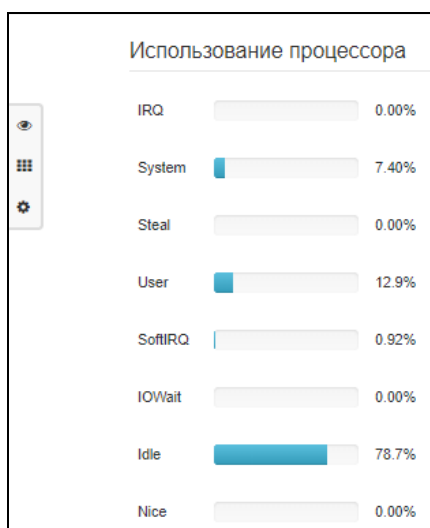 Использование процессора
IRQ 0.00%
System 7.40%
Steal 0.00%
User 12.9%
SoftIRQ 0.92%
IOWait 0.00%
Idle 78.7%
Nice 0.00%